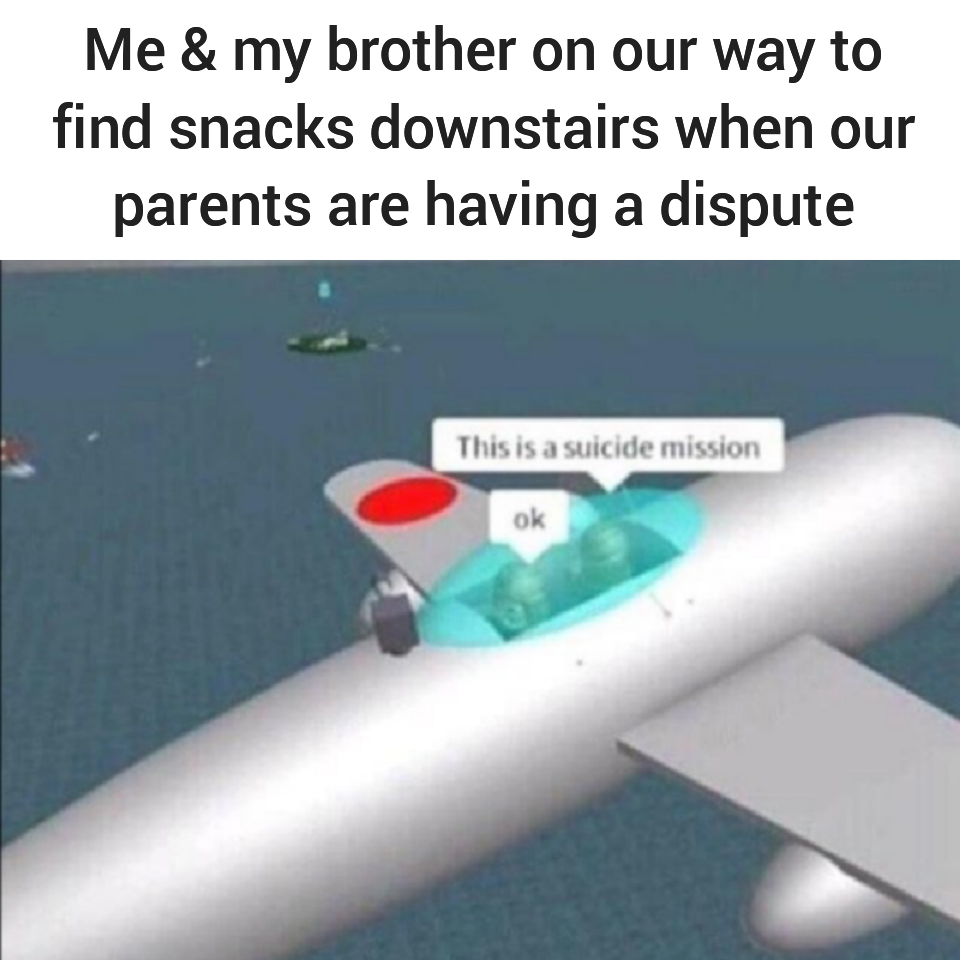 Me & my brother on our way to
find snacks downstairs when our
parents are having a dispute
This is a suicide mission
ok